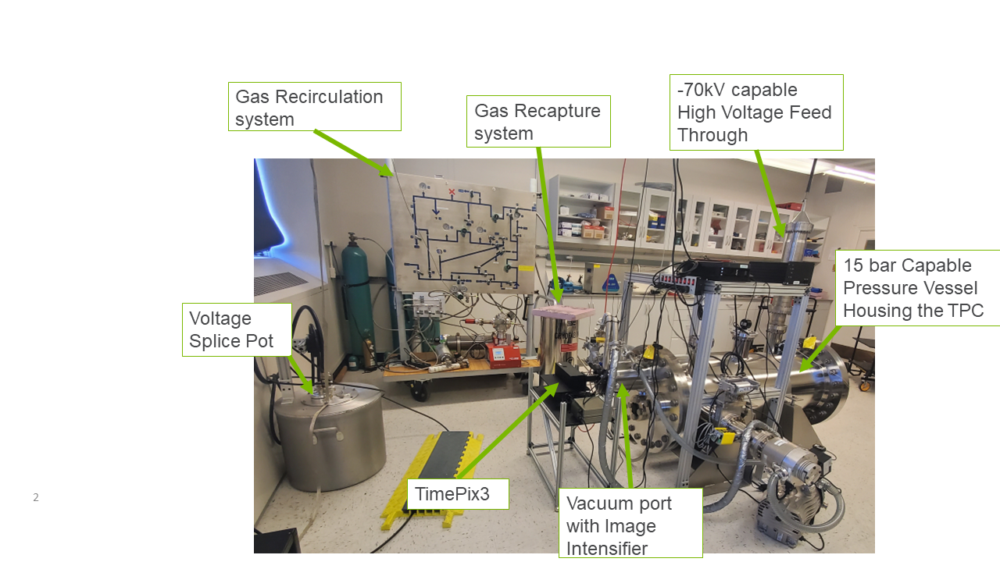 Gas Recirculation
system
Gas Recapture
system
-70kV capable
High Voltage Feed
Through
15 bar Capable
Pressure Vessel
Housing the TPC
Voltage
Splice Pot
TimePix3
Vacuum port
with Image
Intensifier
2